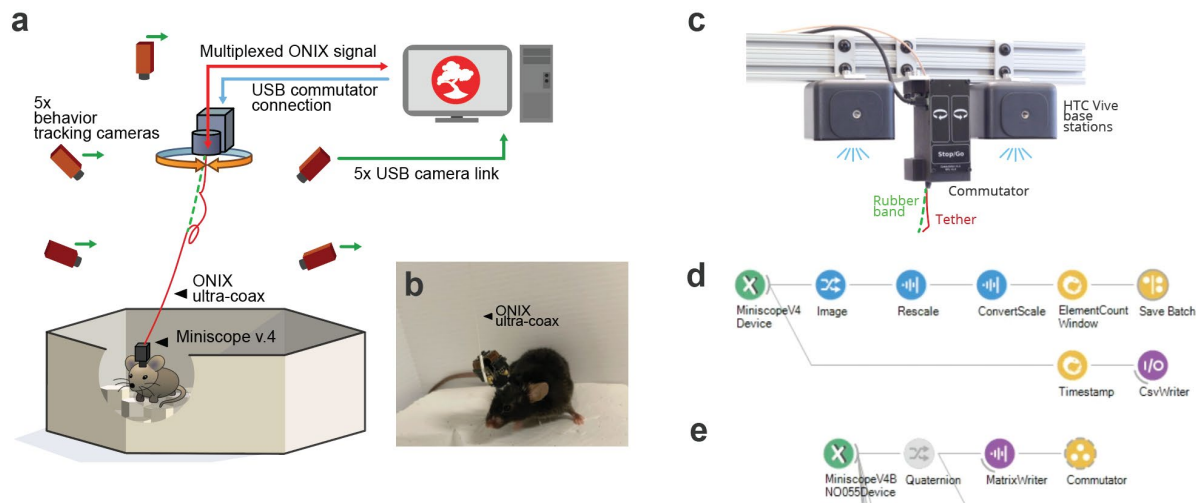 a
Multiplexed ONIX signal
USB commutator
connection
5x
behavior
tracking cameras
5x USB camera link
ONIX
ultra-coax
Miniscope v.4
b
ONIX
ultra-coax
c
HTC Vive
base
stations
Stop/Go
Commutator
Rubber
band
Tether
d
MiniscopeV4
Device
Image
Rescale
ConvertScale
ElementCount
Window
Save Batch
Timestamp
I/O
CsvWriter
e
MiniscopeV4B
NO055Device
Quaternion
MatrixWriter
Commutator